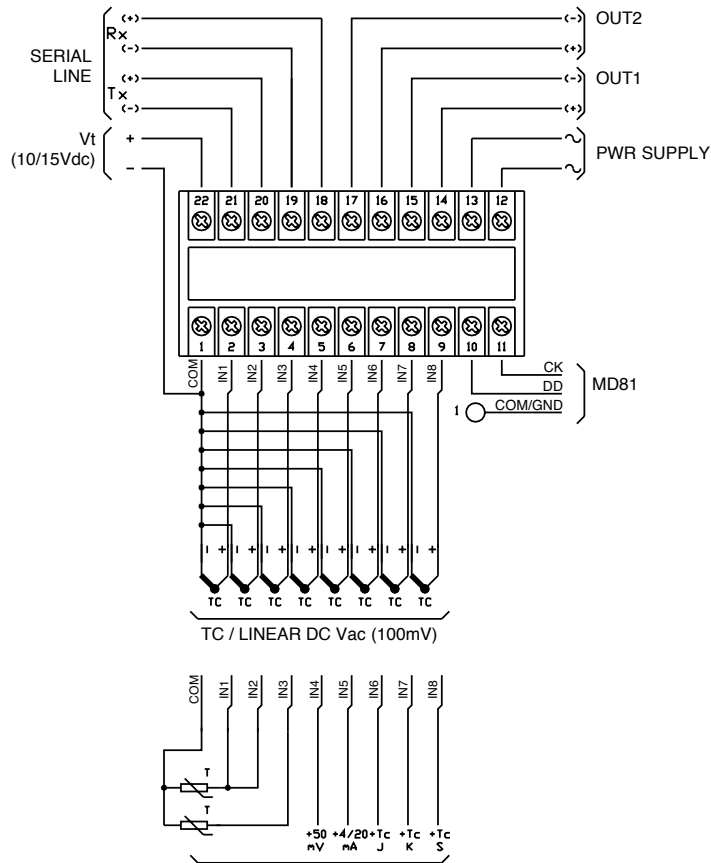 (+)
Rx
(-)
SERIAL
LINE
(+)
Tx
(-)
Vt
(10/15Vdc)
+
–
(-) OUT2
(+)
(-) OUT1
(+)
PWR SUPPLY
22 21 20 19 18 17 16 15 14 13 12
1 2 3 4 5 6 7 8 9 10 11
COM IN1 IN2 IN3 IN4 IN5 IN6 IN7 IN8
CK
DD
MD81
1 COM/GND
– + – + – + – + – + – + – + – +
TC TC TC TC TC TC TC TC
TC / LINEAR DC Vac (100mV)
COM IN1 IN2 IN3 IN4 IN5 IN6 IN7 IN8
T
T
+50 +4/20 +Tc +Tc +Tc
mV mA J K S